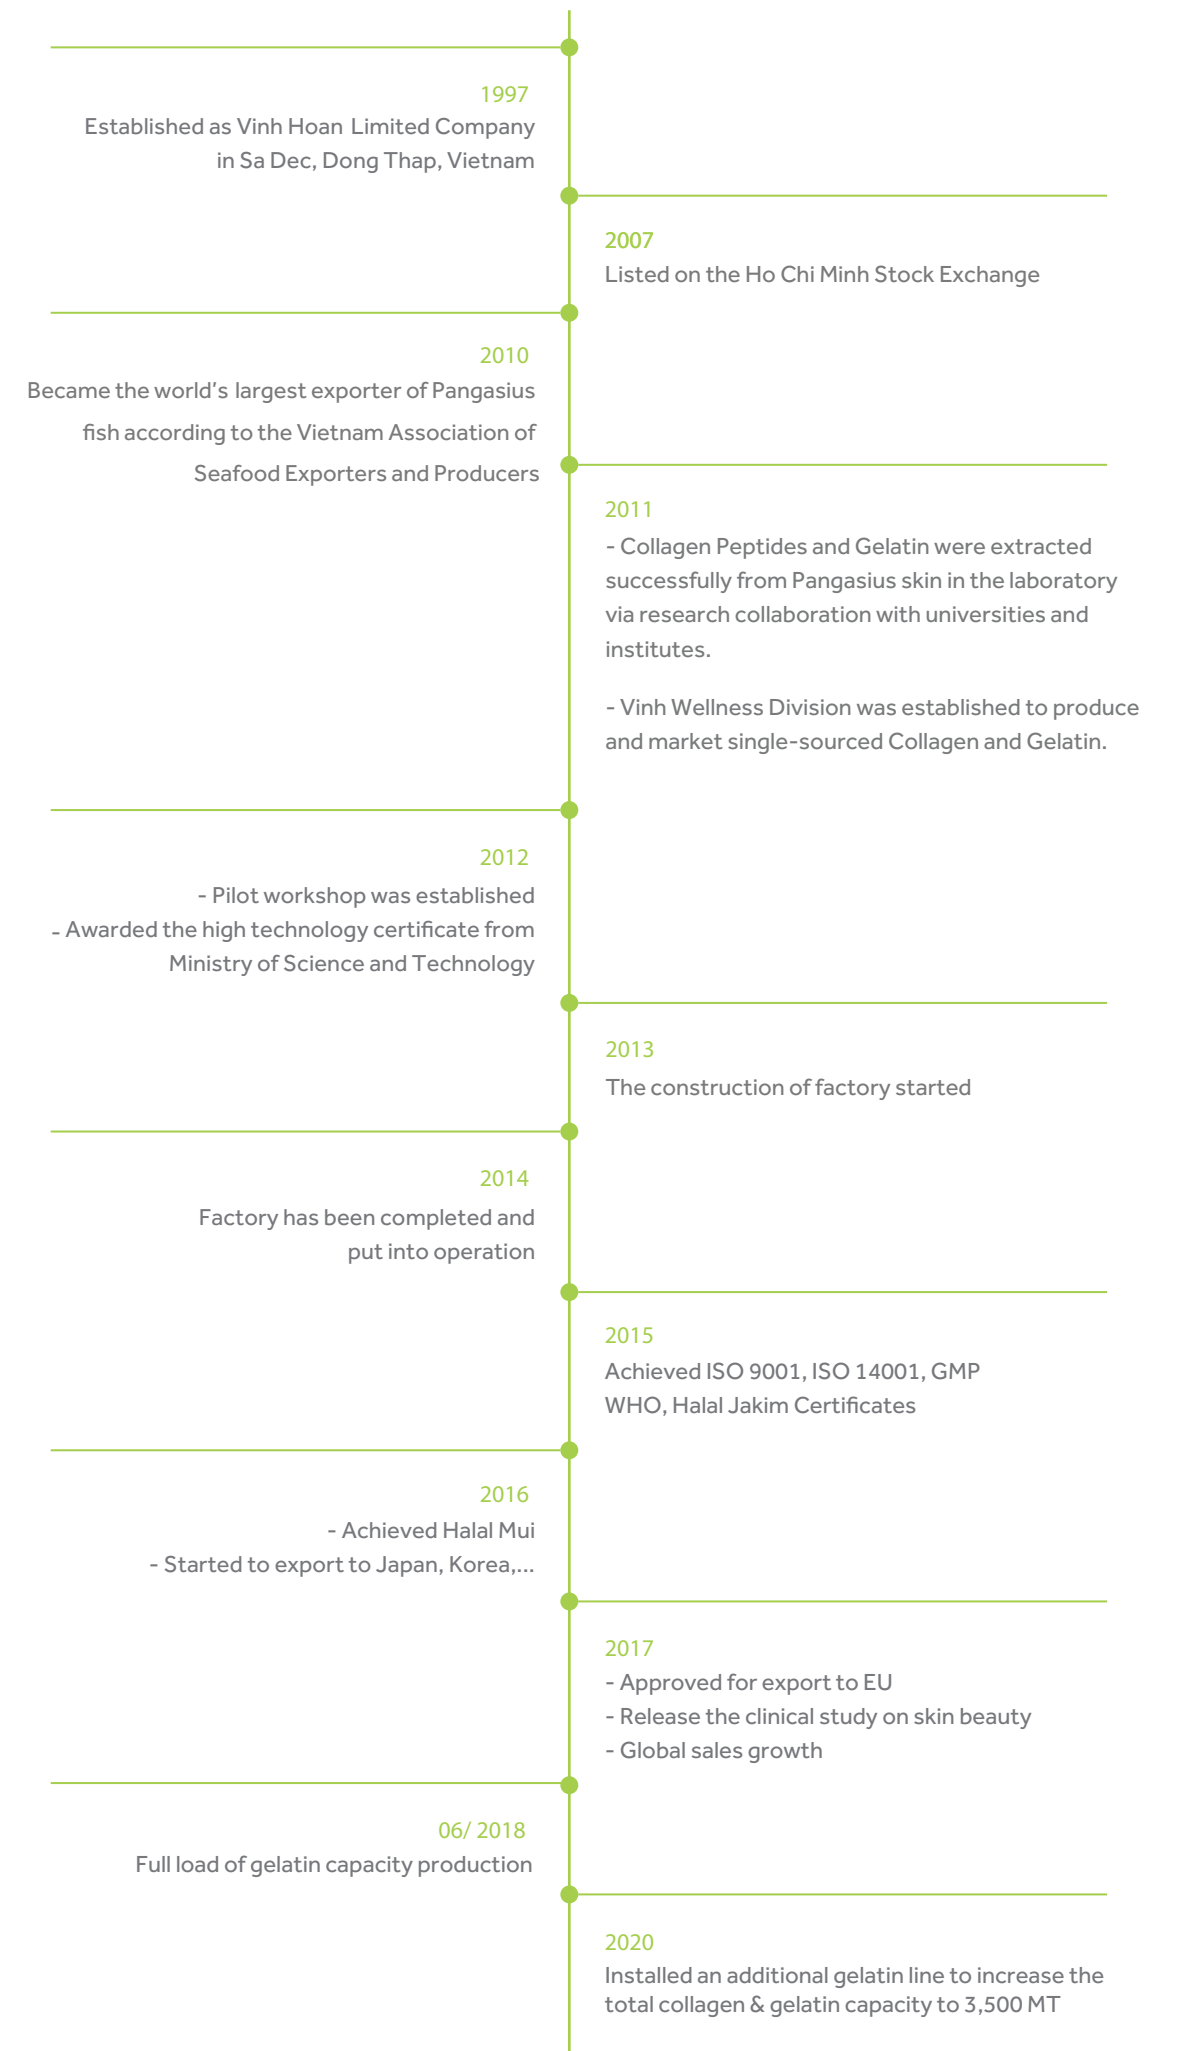 1997
Established as Vinh Hoan Limited Company
in Sa Dec, Dong Thap, Vietnam
2007
Listed on the Ho Chi Minh Stock Exchange
2010
Became the world's largest exporter of Pangasius
fish according to the Vietnam Association of
Seafood Exporters and Producers
2011
- Collagen Peptides and Gelatin were extracted
successfully from Pangasius skin in the laboratory
via research collaboration with universities and
institutes.
- Vinh Wellness Division was established to produce
and market single-sourced Collagen and Gelatin.
2012
- Pilot workshop was established
- Awarded the high technology certificate from
Ministry of Science and Technology
2013
The construction of factory started
2014
Factory has been completed and
put into operation
2015
Achieved ISO 9001, ISO 14001, GMP
WHO, Halal Jakim Certificates
2016
- Achieved Halal Mui
- Started to export to Japan, Korea,...
2017
- Approved for export to EU
- Release the clinical study on skin beauty
- Global sales growth
06/ 2018
Full load of gelatin capacity production
2020
Installed an additional gelatin line to increase the
total collagen & gelatin capacity to 3,500 MT